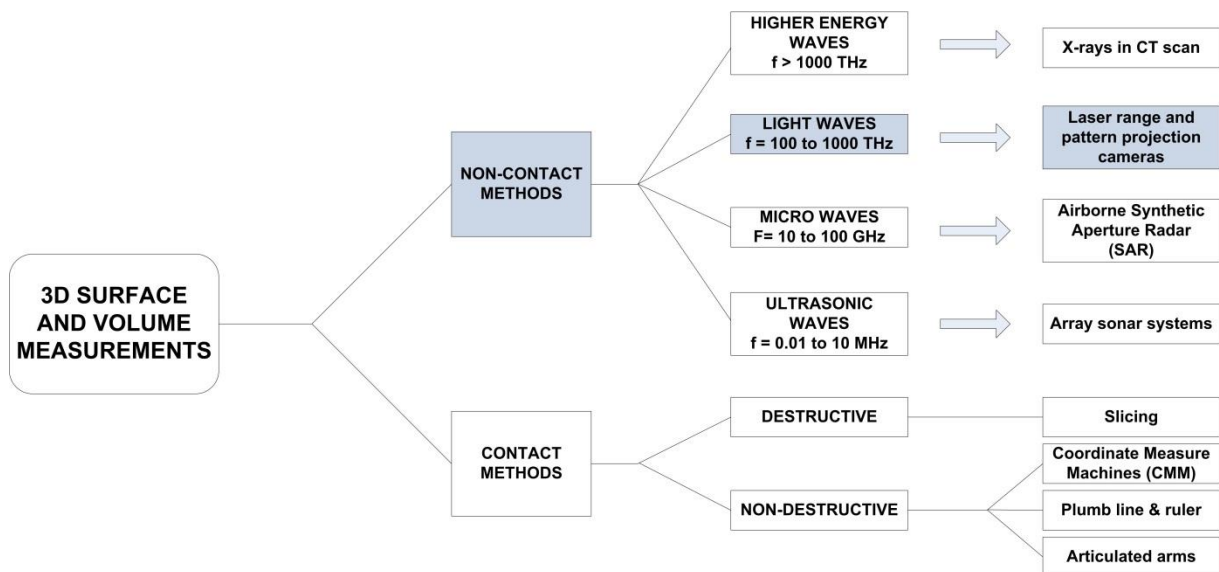 3D SURFACE
AND VOLUME
MEASUREMENTS
NON-CONTACT
METHODS
HIGHER ENERGY
WAVES
f > 1000 THz
X-rays in CT scan
LIGHT WAVES
f = 100 to 1000 THz
Laser range and
pattern projection
cameras
MICRO WAVES
F= 10 to 100 GHz
Airborne Synthetic
Aperture Radar
(SAR)
ULTRASONIC
WAVES
f = 0.01 to 10 MHz
Array sonar systems
CONTACT
METHODS
DESTRUCTIVE
Slicing
NON-DESTRUCTIVE
Coordinate Measure
Machines (CMM)
Plumb line & ruler
Articulated arms